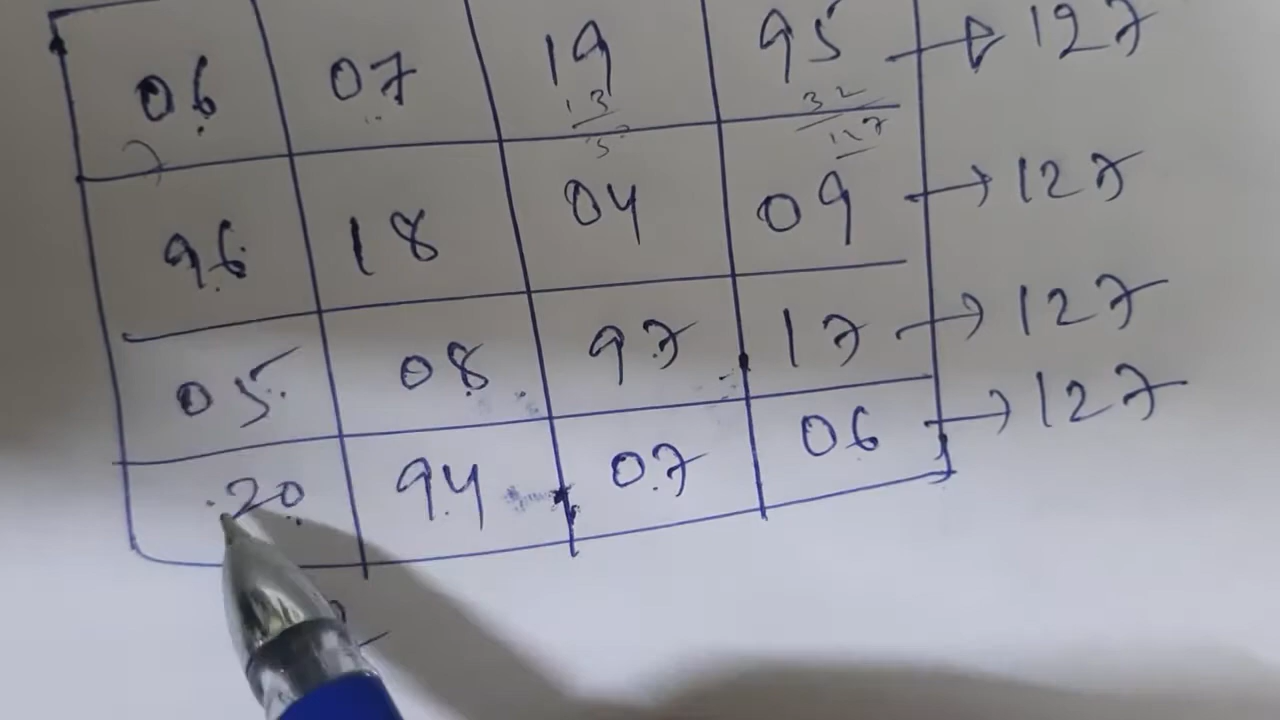 06 07 19 95 → 127
13 32
5 127
96 18 04 09 → 127
05 08 97 17 → 127
20 94 07 06 → 127